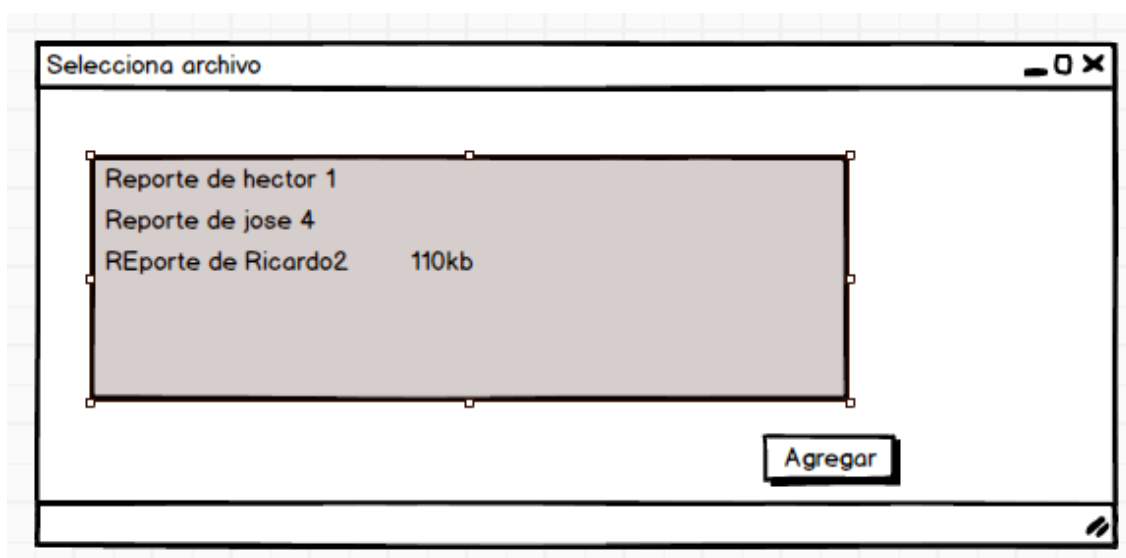 Selecciona archivo
Reporte de hector 1
Reporte de jose 4
REporte de Ricardo2 110kb
Agregar